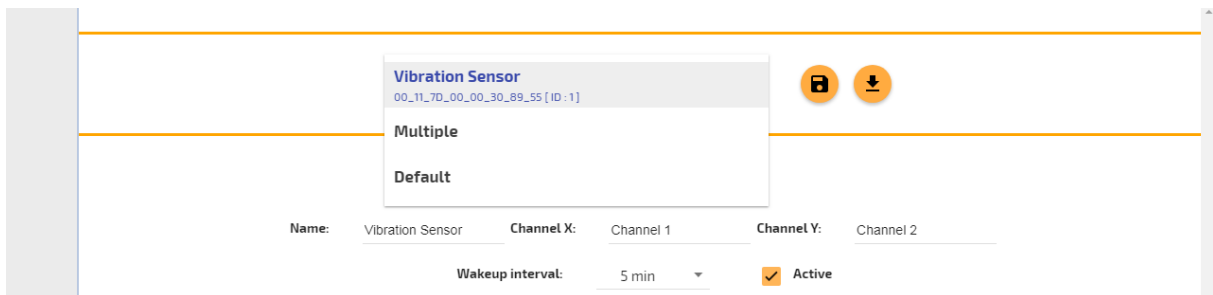 Vibration Sensor
00_11_7D_00_00_30_89_55 [ ID : 1 ]
Multiple
Default
Name: Vibration Sensor Channel X: Channel 1 Channel Y: Channel 2
Wakeup interval: 5 min Active